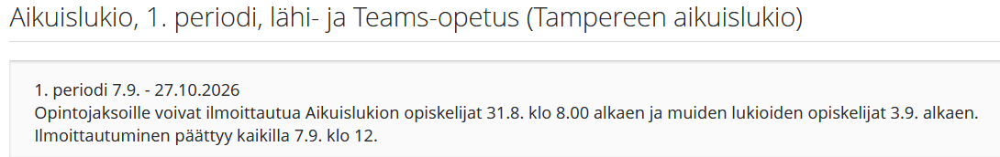 Aikuislukio, 1. periodi, lähi- ja Teams-opetus (Tampereen aikuislukio)
1. periodi 7.9. - 27.10.2026
Opintojaksoille voivat ilmoittautua Aikuislukion opiskelijat 31.8. klo 8.00 alkaen ja muiden lukioiden opiskelijat 3.9. alkaen.
Ilmoittautuminen päättyy kaikilla 7.9. klo 12.